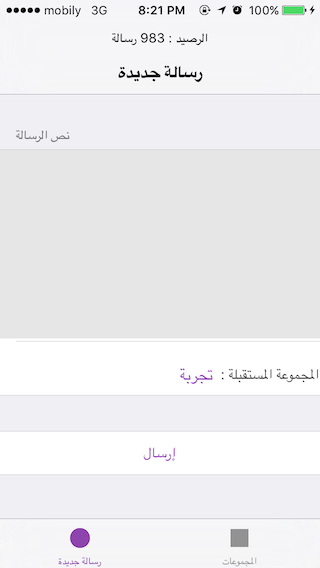 mobily 3G 8:21 PM 100%
الرصيد : 983 رسالة
رسالة جديدة
نص الرسالة
المجموعة المستقبلة : تجربة
إرسال
رسالة جديدة
المجموعات